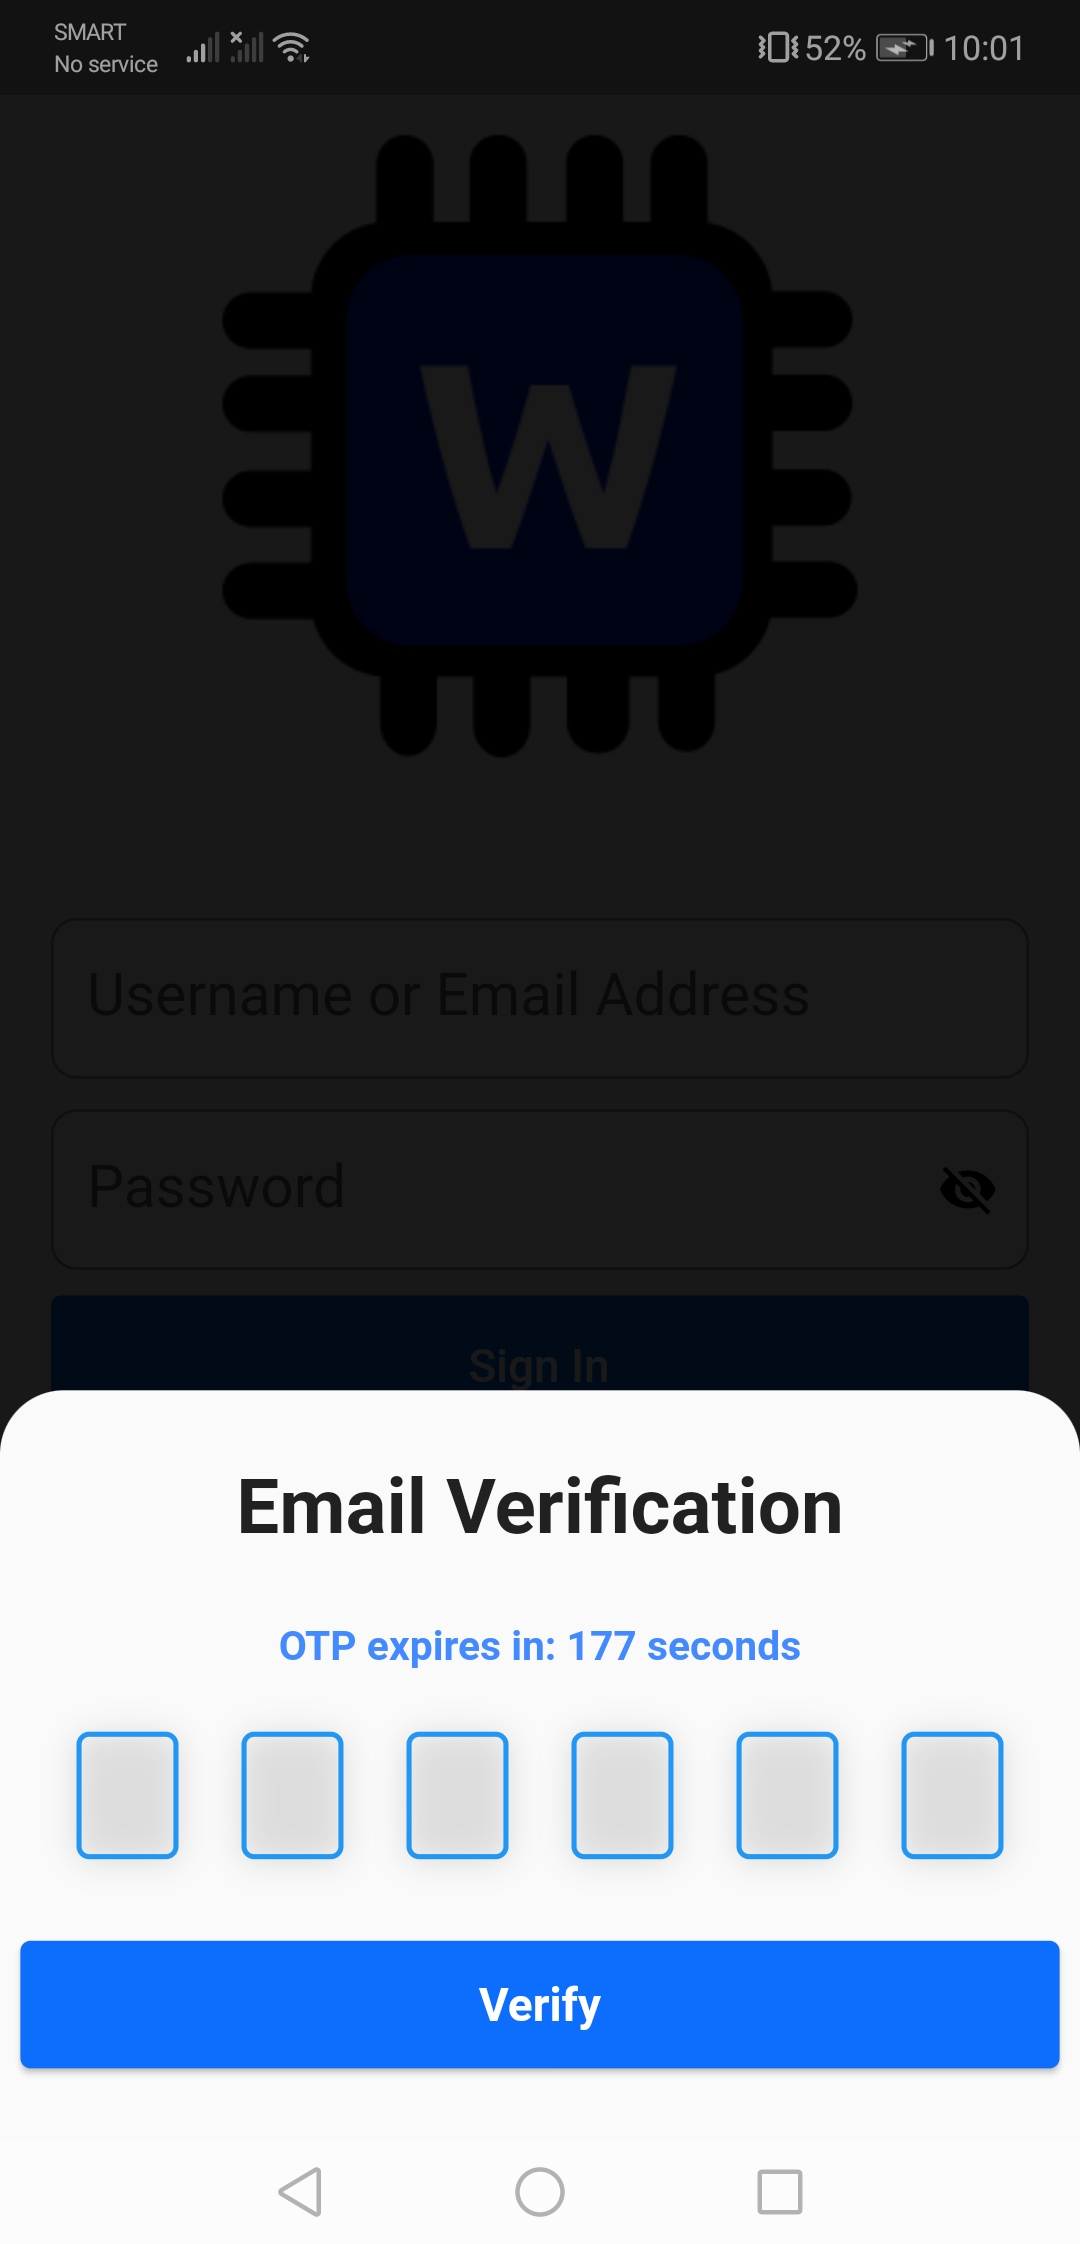 SMART
No service
52%
10:01
W
Username or Email Address
Password
Sign In
Email Verification
OTP expires in: 177 seconds
Verify